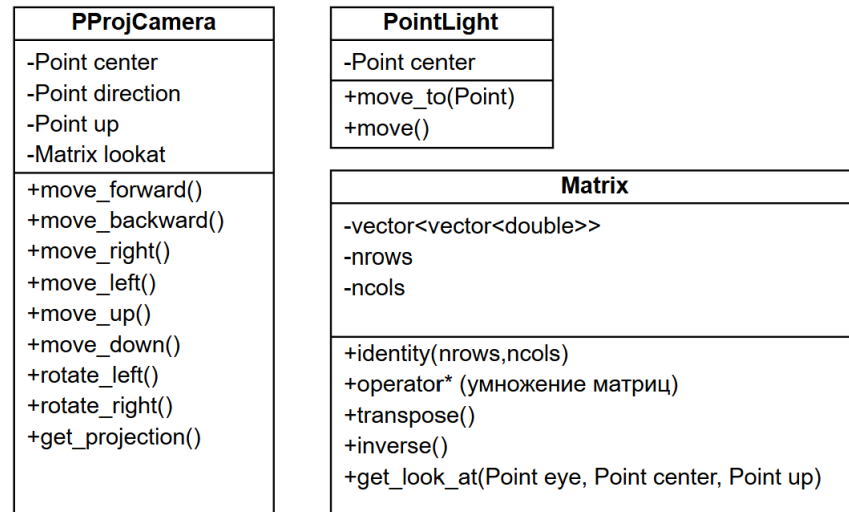 PProjCamera
-Point center
-Point direction
-Point up
-Matrix lookat
+move_forward()
+move_backward()
+move_right()
+move_left()
+move_up()
+move_down()
+rotate_left()
+rotate_right()
+get_projection()
PointLight
-Point center
+move_to(Point)
+move()
Matrix
-vector<vector<double>>
-nrows
-ncols
+identity(nrows,ncols)
+operator* (умножение матриц)
+transpose()
+inverse()
+get_look_at(Point eye, Point center, Point up)